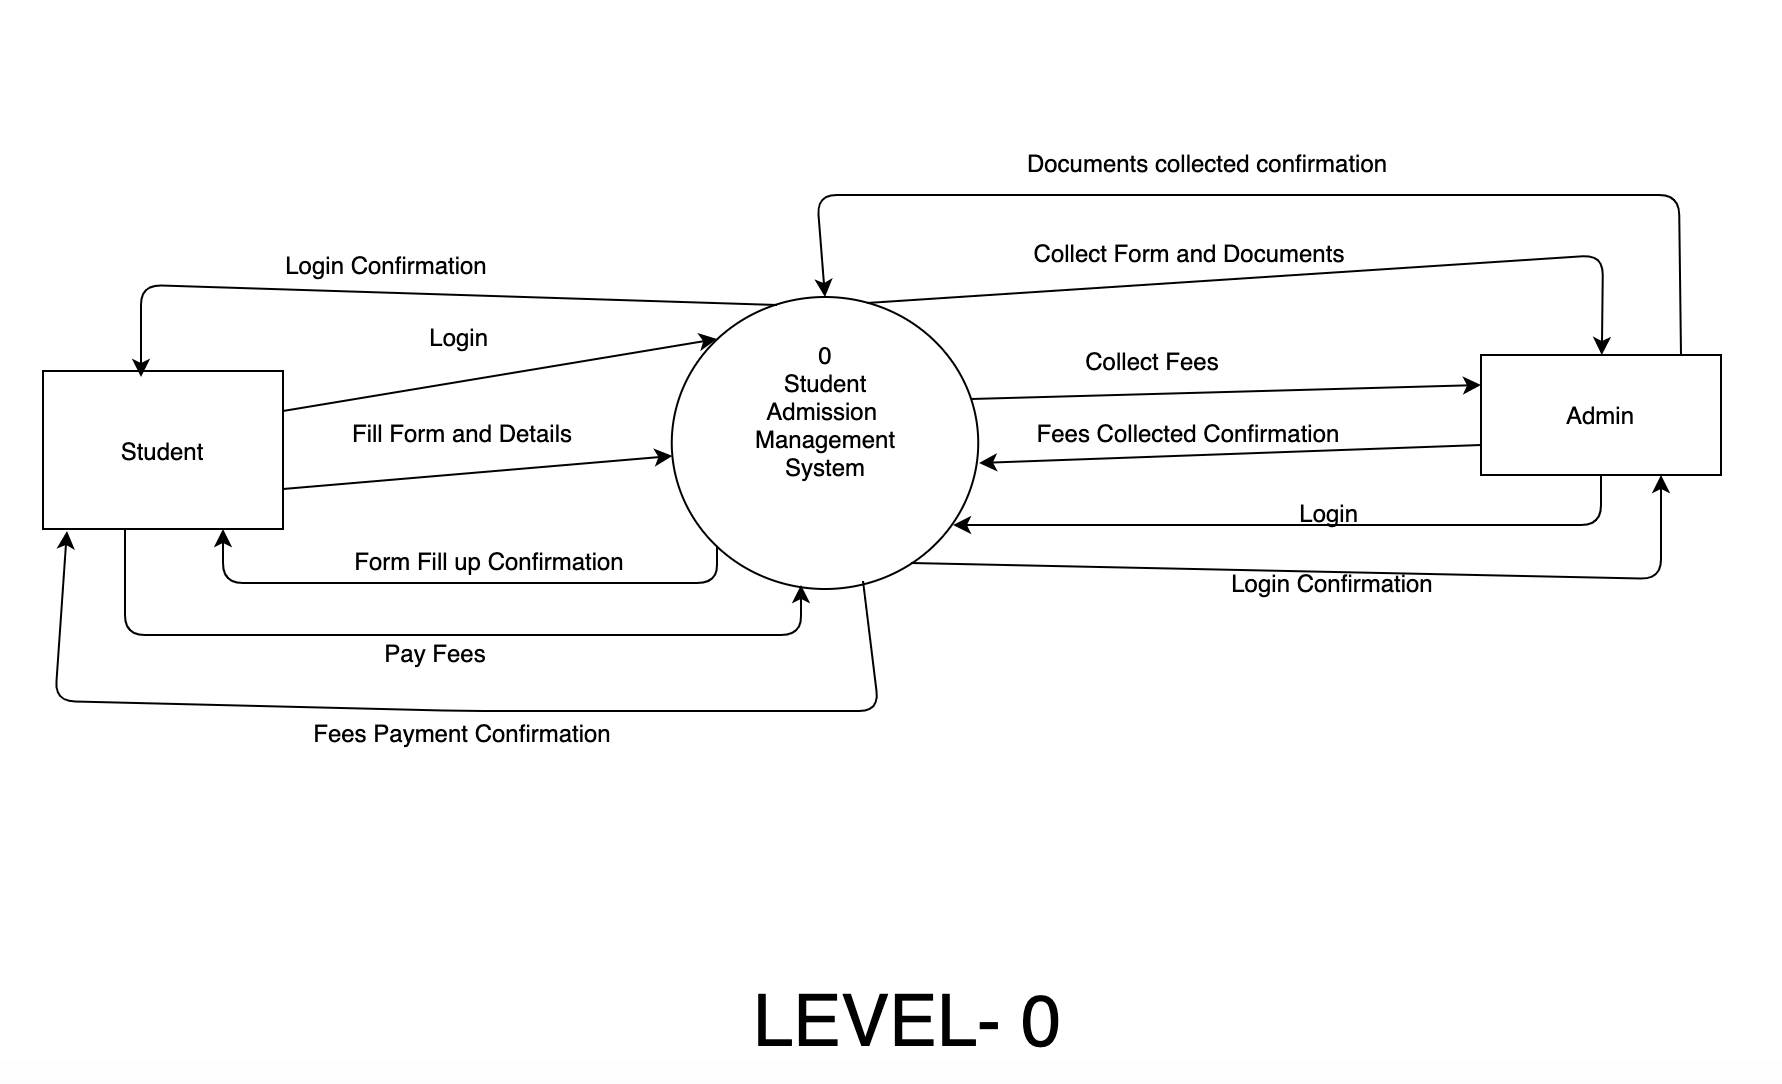 Documents collected confirmation
Collect Form and Documents
Login Confirmation
Login
Collect Fees
0
Student
Admission
Management
System
Admin
Fill Form and Details
Fees Collected Confirmation
Student
Login
Form Fill up Confirmation
Login Confirmation
Pay Fees
Fees Payment Confirmation
LEVEL- 0